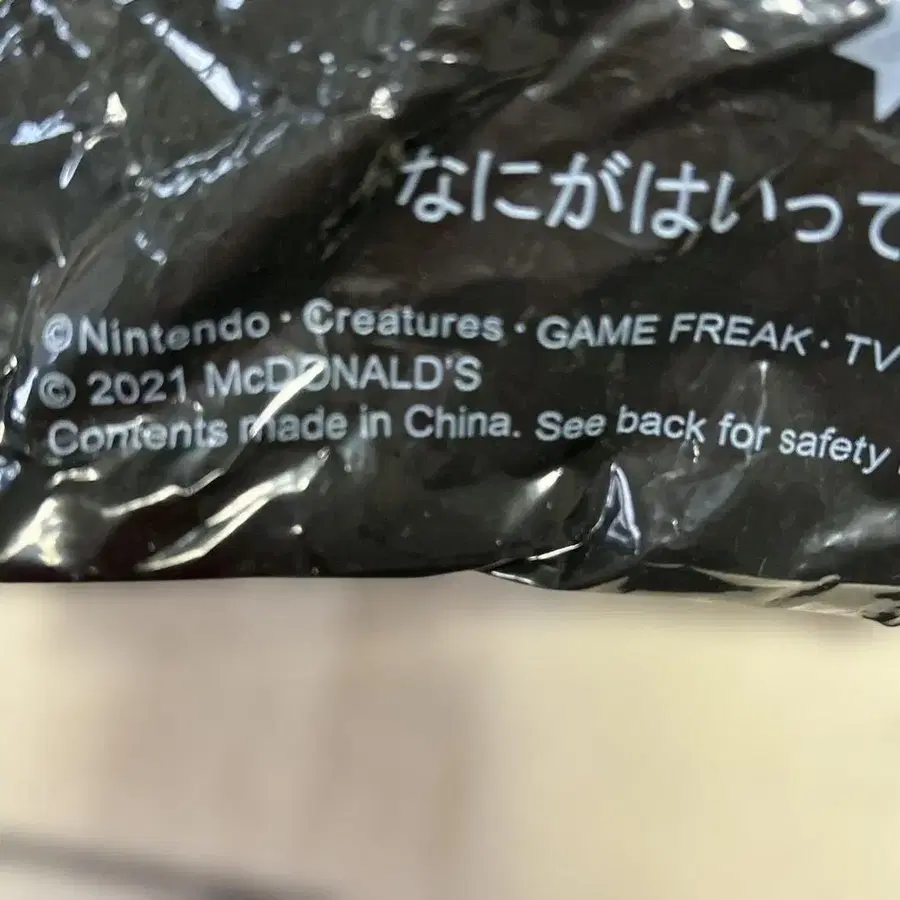 なにがはいって
©Nintendo・Creatures・GAME FREAK・TV
© 2021 McDONALD'S
Contents made in China. See back for safety